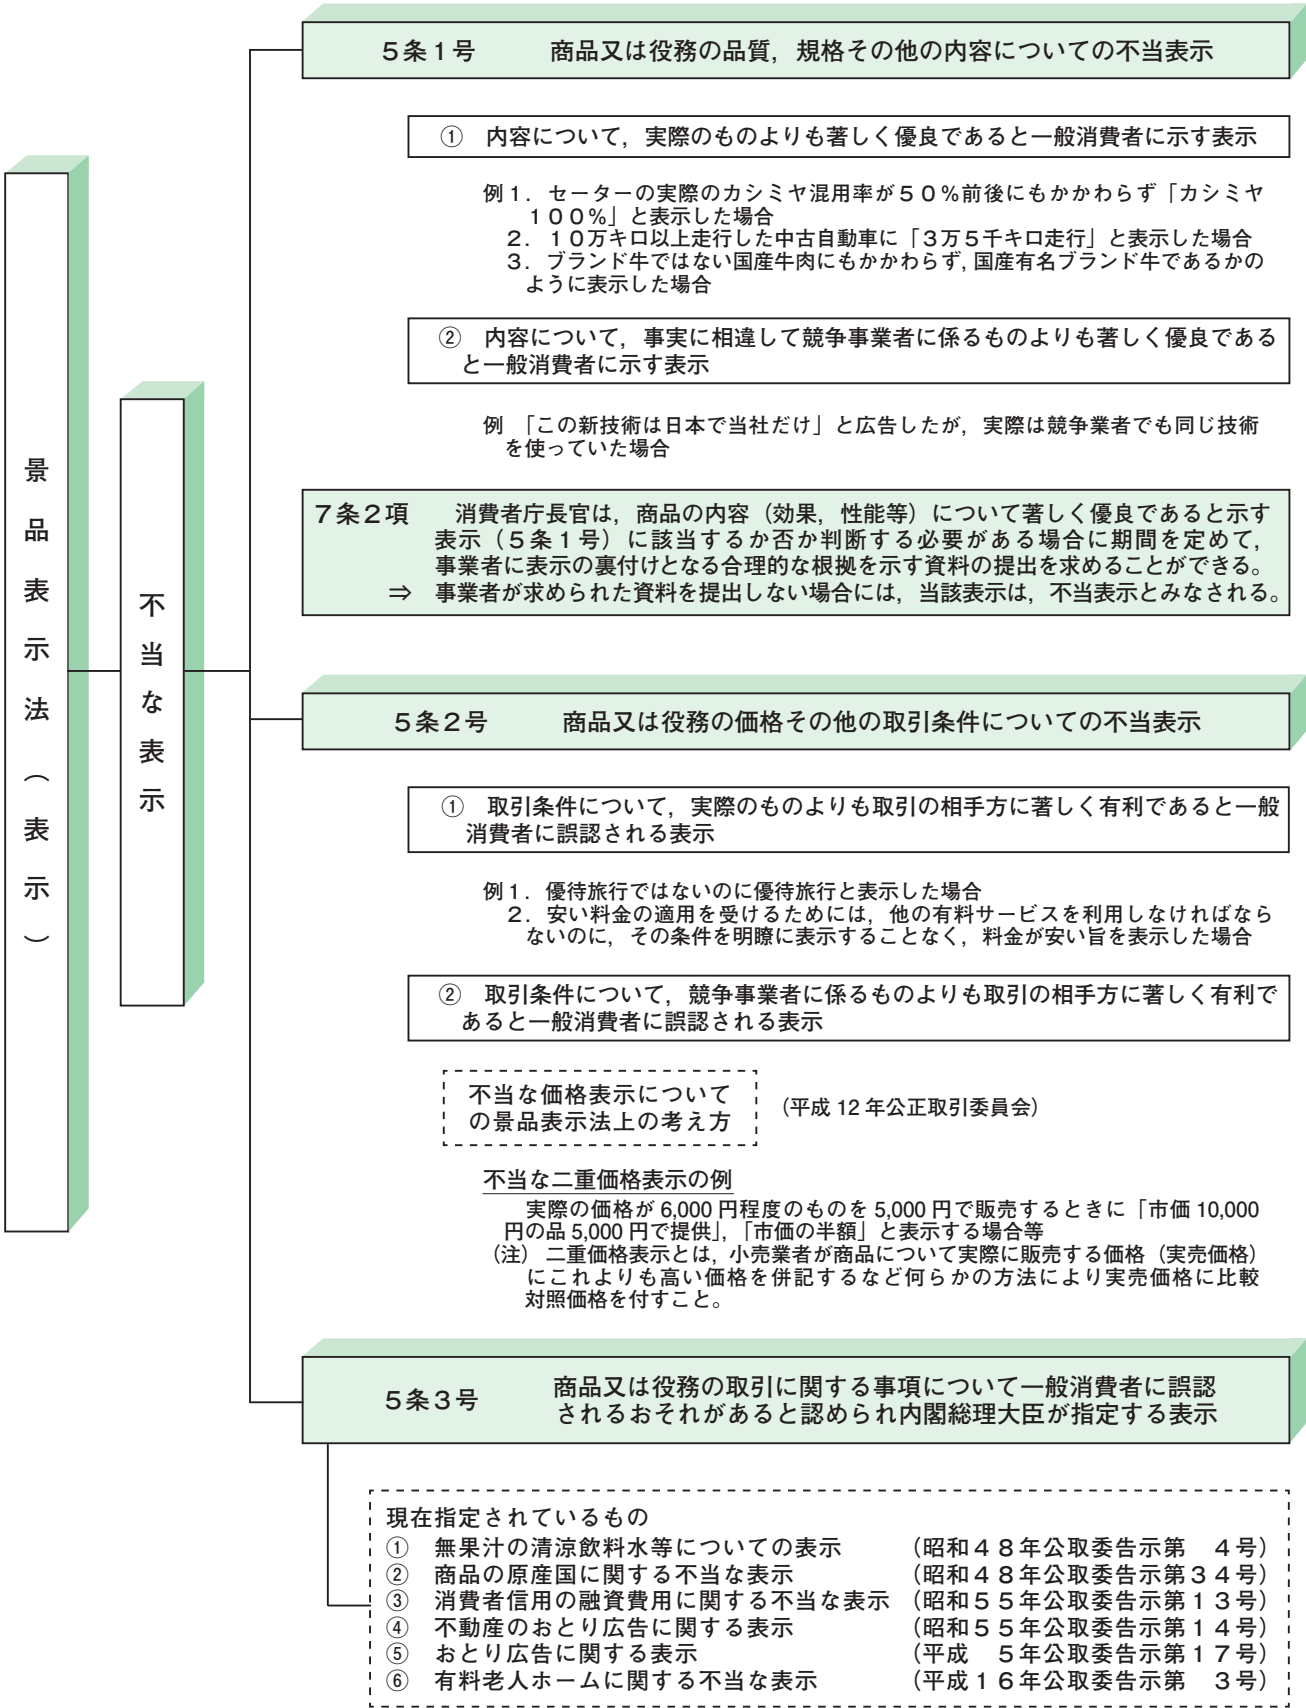 景品表示法（表示）
不当な表示
５条１号　商品又は役務の品質，規格その他の内容についての不当表示
①　内容について，実際のものよりも著しく優良であると一般消費者に示す表示
例１．セーターの実際のカシミヤ混用率が５０％前後にもかかわらず「カシミヤ
１００％」と表示した場合
２．１０万キロ以上走行した中古自動車に「３万５千キロ走行」と表示した場合
３．ブランド牛ではない国産牛肉にもかかわらず，国産有名ブランド牛であるかの
ように表示した場合
②　内容について，事実に相違して競争事業者に係るものよりも著しく優良である
と一般消費者に示す表示
例　「この新技術は日本で当社だけ」と広告したが，実際は競争業者でも同じ技術
を使っていた場合
７条２項　消費者庁長官は，商品の内容（効果，性能等）について著しく優良であると示す
表示（５条１号）に該当するか否か判断する必要がある場合に期間を定めて，
事業者に表示の裏付けとなる合理的な根拠を示す資料の提出を求めることができる。
⇒　事業者が求められた資料を提出しない場合には，当該表示は，不当表示とみなされる。
５条２号　商品又は役務の価格その他の取引条件についての不当表示
①　取引条件について，実際のものよりも取引の相手方に著しく有利であると一般
消費者に誤認される表示
例１．優待旅行ではないのに優待旅行と表示した場合
２．安い料金の適用を受けるためには，他の有料サービスを利用しなければなら
ないのに，その条件を明瞭に表示することなく，料金が安い旨を表示した場合
②　取引条件について，競争事業者に係るものよりも取引の相手方に著しく有利で
あると一般消費者に誤認される表示
不当な価格表示について
の景品表示法上の考え方
（平成 12 年公正取引委員会）
不当な二重価格表示の例
実際の価格が 6,000 円程度のものを 5,000 円で販売するときに「市価 10,000
円の品 5,000 円で提供」，「市価の半額」と表示する場合等
（注）　二重価格表示とは，小売業者が商品について実際に販売する価格（実売価格）
にこれよりも高い価格を併記するなど何らかの方法により実売価格に比較
対照価格を付すこと。
５条３号　商品又は役務の取引に関する事項について一般消費者に誤認
されるおそれがあると認められ内閣総理大臣が指定する表示
現在指定されているもの
①　無果汁の清涼飲料水等についての表示　（昭和４８年公取委告示第　４号）
②　商品の原産国に関する不当な表示　（昭和４８年公取委告示第３４号）
③　消費者信用の融資費用に関する不当な表示　（昭和５５年公取委告示第１３号）
④　不動産のおとり広告に関する表示　（昭和５５年公取委告示第１４号）
⑤　おとり広告に関する表示　（平成　５年公取委告示第１７号）
⑥　有料老人ホームに関する不当な表示　（平成１６年公取委告示第　３号）